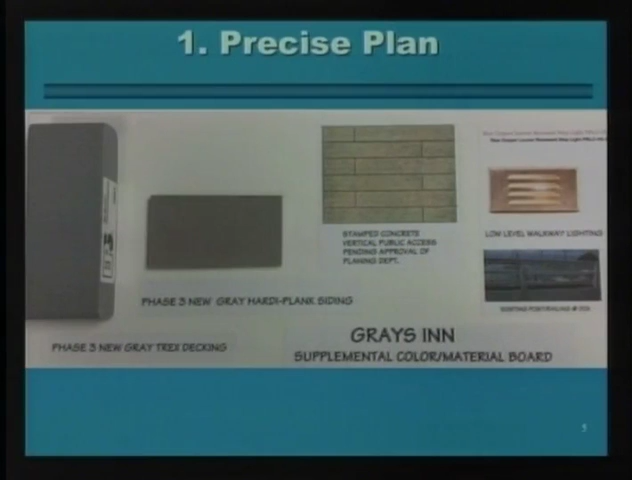 1. Precise Plan
STAMPED CONCRETE
VERTICAL PUBLIC ACCESS
PENDING APPROVAL OF
PLANING DEPT.
LOW LEVEL WALKWAY LIGHTING
PHASE 3 NEW GRAY HARDI-PLANK SIDING
PHASE 3 NEW GRAY TREX DECKING
GRAYS INN
SUPPLEMENTAL COLOR/MATERIAL BOARD
5